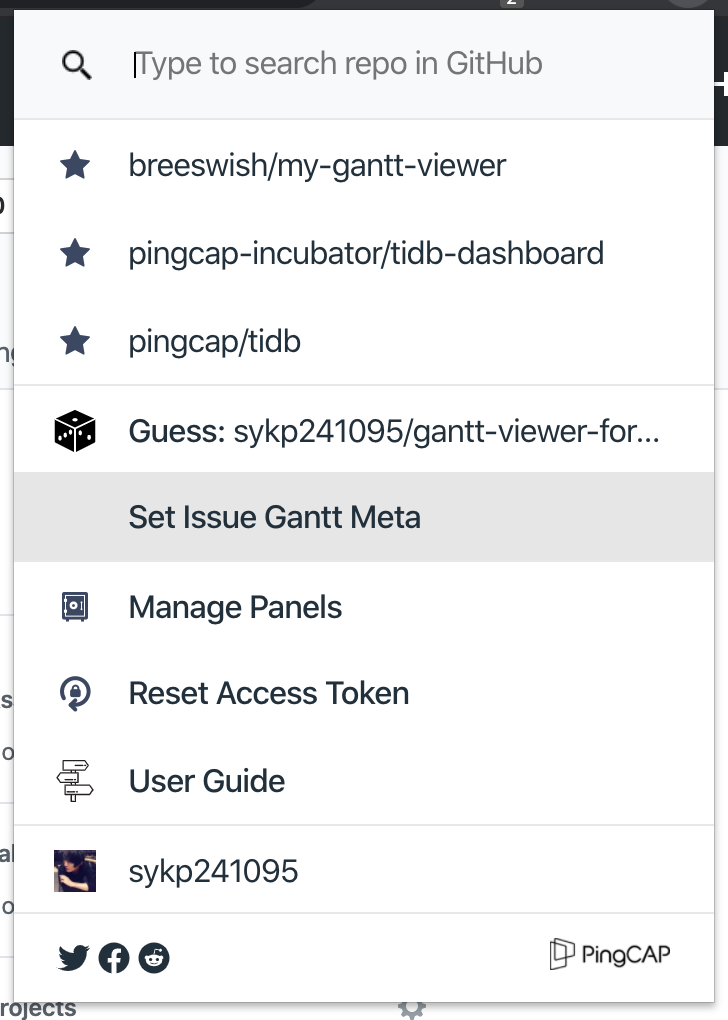 2
Type to search repo in GitHub
breeswish/my-gantt-viewer
pingcap-incubator/tidb-dashboard
pingcap/tidb
Guess: sykp241095/gantt-viewer-for...
Set Issue Gantt Meta
Manage Panels
Reset Access Token
User Guide
sykp241095
PingCAP
rojects